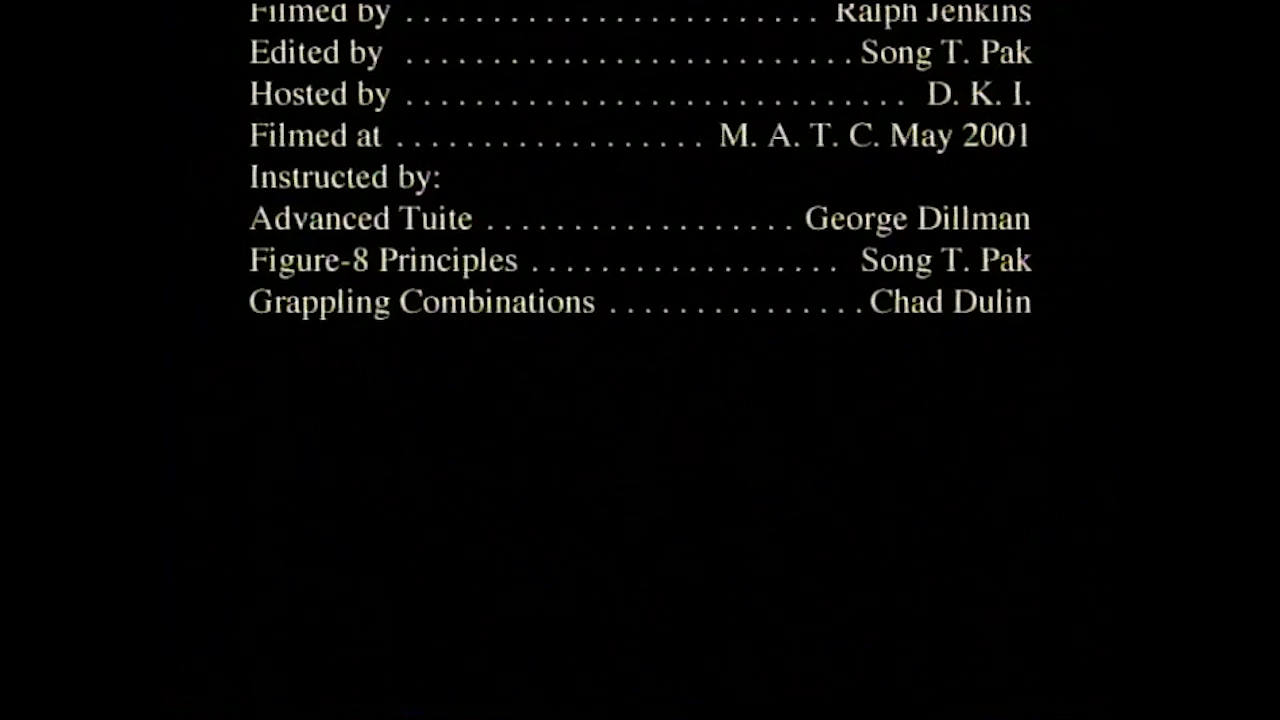 Filmed by ........................ Ralph Jenkins
Edited by ..........................Song T. Pak
Hosted by ............................. D. K. I.
Filmed at .................. M. A. T. C. May 2001
Instructed by:
Advanced Tuite .................. George Dillman
Figure-8 Principles .................. Song T. Pak
Grappling Combinations ...............Chad Dulin